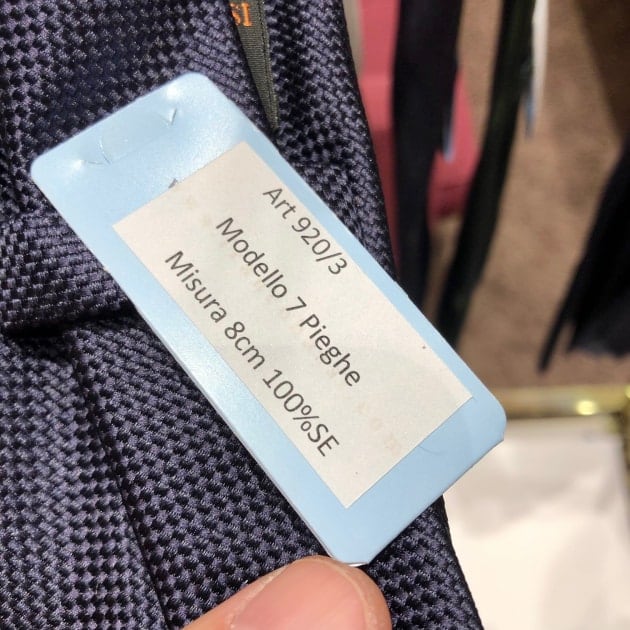 Art 920/3
Modello 7 Pieghe
Misura 8cm 100%SE